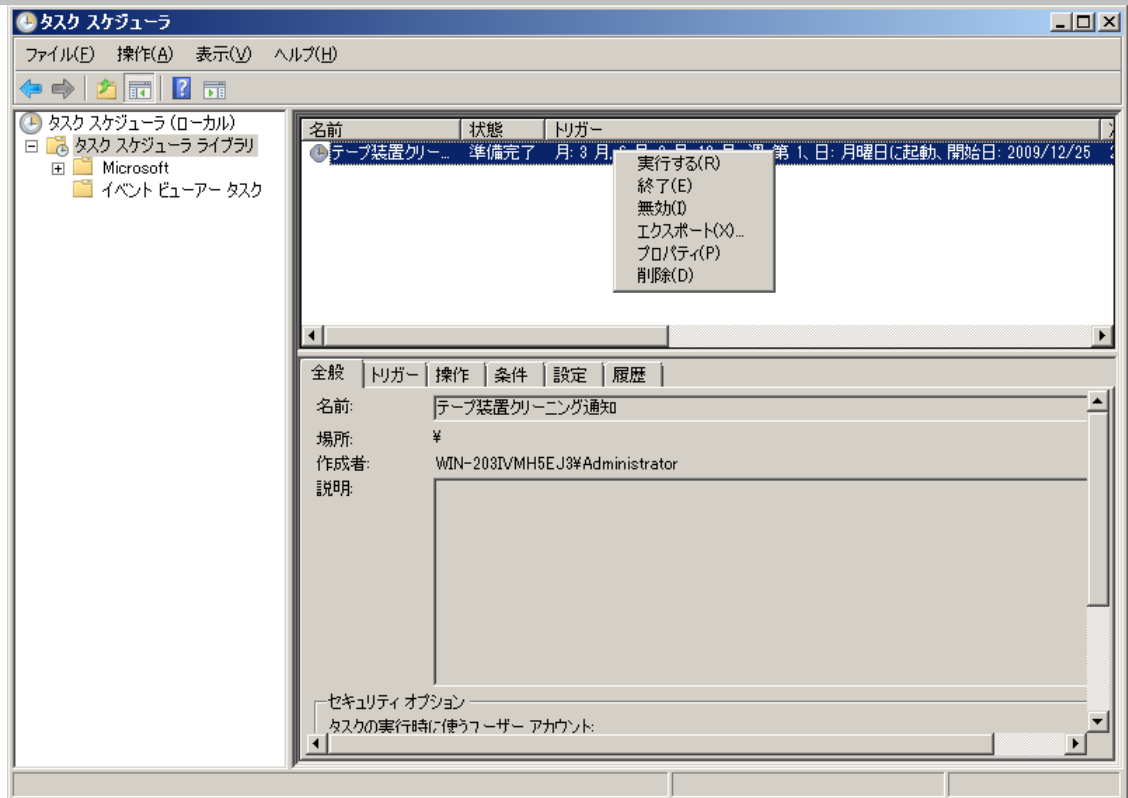 タスク スケジューラ
ファイル(F) 操作(A) 表示(V) ヘルプ(H)
タスク スケジューラ (ローカル)
タスク スケジューラ ライブラリ
Microsoft
イベント ビューアー タスク
名前 状態 トリガー
テープ装置クリー... 準備完了 月: 3 月, 第 1、日: 月曜日に起動、開始日: 2009/12/25
実行する(R)
終了(E)
無効(I)
エクスポート(X)...
プロパティ(P)
削除(D)
全般 トリガー 操作 条件 設定 履歴
名前: テープ装置クリーニング通知
場所: ¥
作成者: WIN-203IVMH5EJ3¥Administrator
説明:
セキュリティ オプション
タスクの実行時に使うユーザー アカウント: